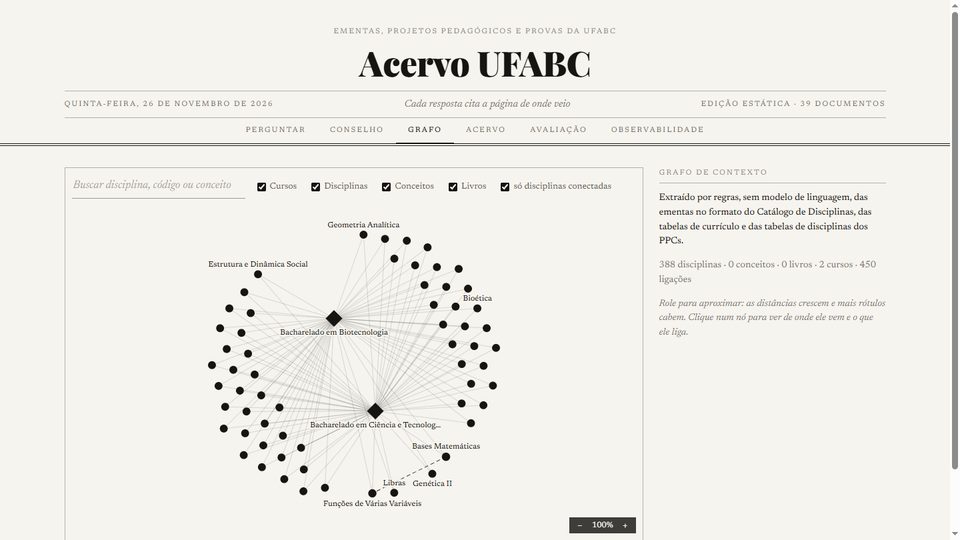 EMENTAS, PROJETOS PEDAGÓGICOS E PROVAS DA UFABC
Acervo UFABC
QUINTA-FEIRA, 26 DE NOVEMBRO DE 2026
Cada resposta cita a página de onde veio
EDIÇÃO ESTÁTICA · 39 DOCUMENTOS
PERGUNTAR
CONSELHO
GRAFO
ACERVO
AVALIAÇÃO
OBSERVABILIDADE
Buscar disciplina, código ou conceito
Cursos
Disciplinas
Conceitos
Livros
só disciplinas conectadas
Geometria Analítica
Estrutura e Dinâmica Social
Bioética
Bacharelado em Biotecnologia
Bacharelado em Ciência e Tecnolog…
Bases Matemáticas
Libras
Genética II
Funções de Várias Variáveis
− 100% +
GRAFO DE CONTEXTO
Extraído por regras, sem modelo de linguagem, das
ementas no formato do Catálogo de Disciplinas, das
tabelas de currículo e das tabelas de disciplinas dos
PPCs.
388 disciplinas · 0 conceitos · 0 livros · 2 cursos · 450
ligações
Role para aproximar: as distâncias crescem e mais rótulos
cabem. Clique num nó para ver de onde ele vem e o que
ele liga.